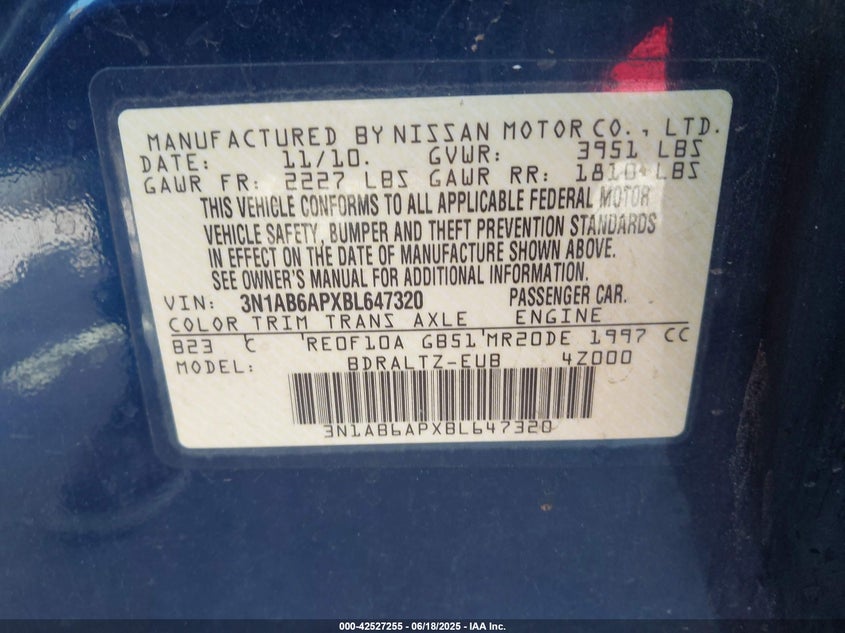 MANUFACTURED BY NISSAN MOTOR CO., LTD.
DATE: 11/10. GVWR: 3951 LBS
GAWR FR: 2227 LBS GAWR RR: 1810 LBS
THIS VEHICLE CONFORMS TO ALL APPLICABLE FEDERAL MOTOR
VEHICLE SAFETY, BUMPER AND THEFT PREVENTION STANDARDS
IN EFFECT ON THE DATE OF MANUFACTURE SHOWN ABOVE.
SEE OWNER'S MANUAL FOR ADDITIONAL INFORMATION.
VIN: 3N1AB6APXBL647320 PASSENGER CAR.
COLOR TRIM TRANS AXLE ENGINE
B23 C RE0F10A GB51 MR20DE 1997 CC
MODEL: BDRALTZ-EUB 4Z000
3N1AB6APXBL647320
000-42527255 - 06/18/2025 - IAA Inc.